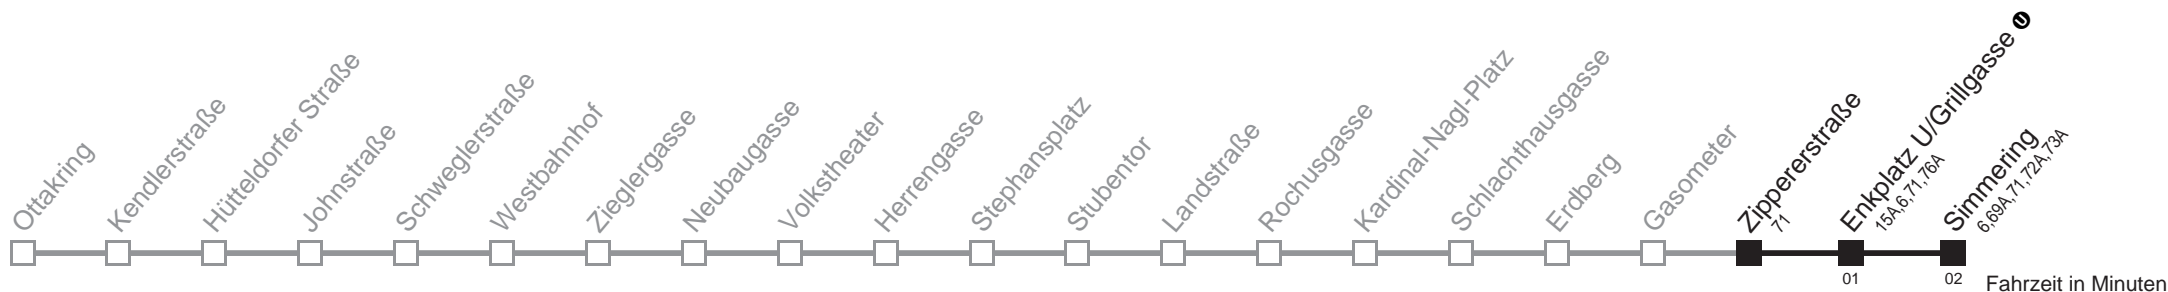 Ottakring
Kendlerstraße
Hütteldorfer Straße
Johnstraße
Schweglerstraße
Westbahnhof
Zieglergasse
Neubaugasse
Volkstheater
Herrengasse
Stephansplatz
Stubentor
Landstraße
Rochusgasse
Kardinal-Nagl-Platz
Schlachthausgasse
Erdberg
Gasometer
Zippererstraße
71
Enkplatz U/Grillgasse U
15A,6,71,76A
Simmering
6,69A,71,72A,73A
01
02
Fahrzeit in Minuten